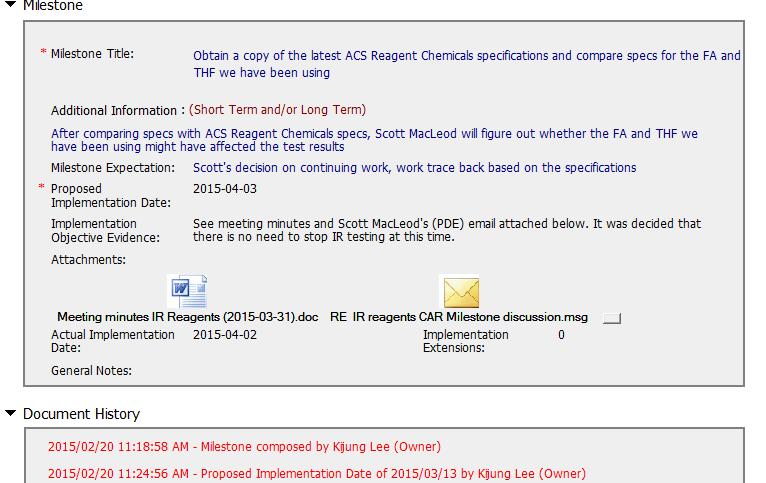 Milestone
* Milestone Title: Obtain a copy of the latest ACS Reagent Chemicals specifications and compare specs for the FA and
THF we have been using
Additional Information : (Short Term and/or Long Term)
After comparing specs with ACS Reagent Chemicals specs, Scott MacLeod will figure out whether the FA and THF we
have been using might have affected the test results
Milestone Expectation: Scott's decision on continuing work, work trace back based on the specifications
* Proposed 2015-04-03
Implementation Date:
Implementation See meeting minutes and Scott MacLeod's (PDE) email attached below. It was decided that
Objective Evidence: there is no need to stop IR testing at this time.
Attachments:
Meeting minutes IR Reagents (2015-03-31).doc RE IR reagents CAR Milestone discussion.msg
Actual Implementation 2015-04-02 Implementation 0
Date: Extensions:
General Notes:
Document History
2015/02/20 11:18:58 AM - Milestone composed by Kijung Lee (Owner)
2015/02/20 11:24:56 AM - Proposed Implementation Date of 2015/03/13 by Kijung Lee (Owner)